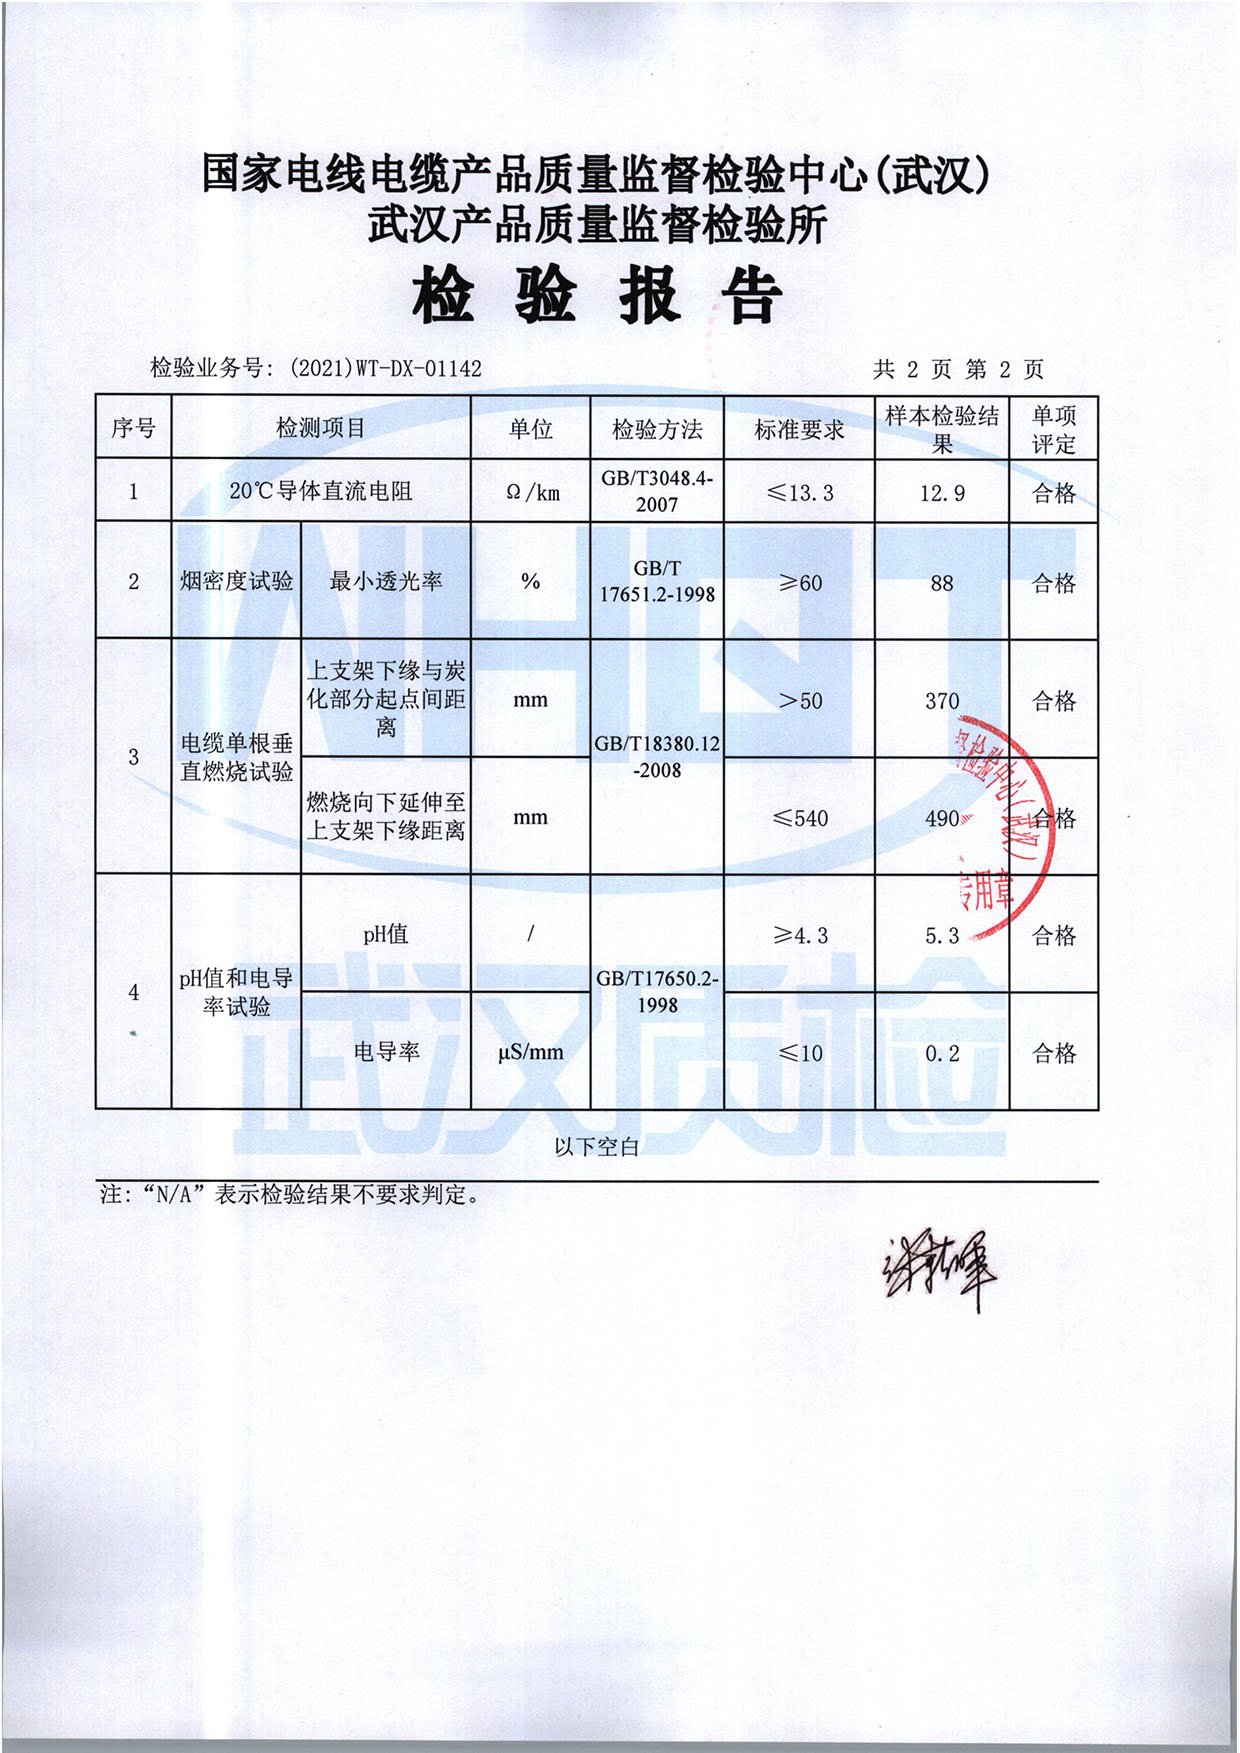 国家电线电缆产品质量监督检验中心(武汉)
武汉产品质量监督检验所
检 验 报 告
检验业务号: (2021)WT-DX-01142
共 2 页 第 2 页
序号
检测项目
单位
检验方法
标准要求
样本检验结
果
单项
评定
1
20℃导体直流电阻
Ω/km
GB/T3048.4-
2007
≤13.3
12.9
合格
2
烟密度试验
最小透光率
%
GB/T
17651.2-1998
≥60
88
合格
3
电缆单根垂
直燃烧试验
上支架下缘与炭
化部分起点间距
离
mm
GB/T18380.12
-2008
>50
370
合格
燃烧向下延伸至
上支架下缘距离
mm
≤540
490
合格
4
pH值和电导
率试验
pH值
/
GB/T17650.2-
1998
≥4.3
5.3
合格
电导率
μS/mm
≤10
0.2
合格
以下空白
注: “N/A” 表示检验结果不要求判定。
检验中心(武汉)
专用章
WHQT
武汉质检